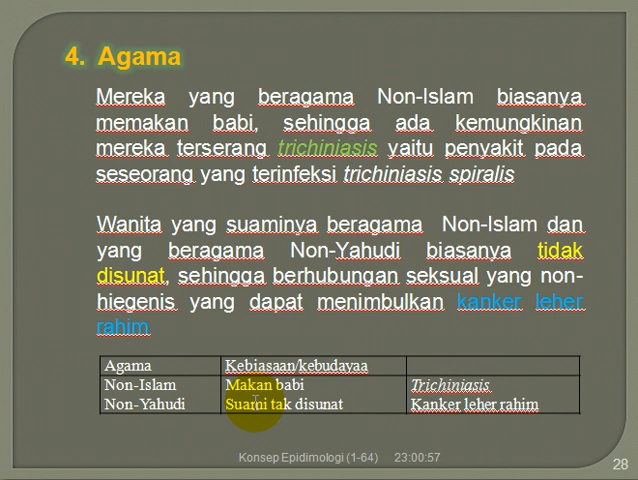 4. Agama
Mereka yang beragama Non-Islam biasanya
memakan babi, sehingga ada kemungkinan
mereka terserang trichiniasis yaitu penyakit pada
seseorang yang terinfeksi trichiniasis spiralis
Wanita yang suaminya beragama Non-Islam dan
yang beragama Non-Yahudi biasanya tidak
disunat, sehingga berhubungan seksual yang non-
hiegenis yang dapat menimbulkan kanker leher
rahim
Agama Kebiasaan/kebudayaa
Non-Islam Makan babi Trichiniasis
Non-Yahudi Suami tak disunat Kanker leher rahim
Konsep Epidimologi (1-64) 23:00:57
28